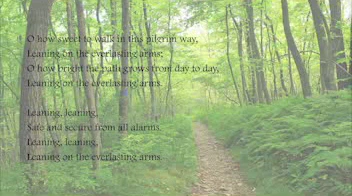 O how sweet to walk in this pilgrim way,
Leaning on the everlasting arms;
O how bright the path grows from day to day,
Leaning on the everlasting arms.
Leaning, leaning,
Safe and secure from all alarms.
Leaning, leaning,
Leaning on the everlasting arms.